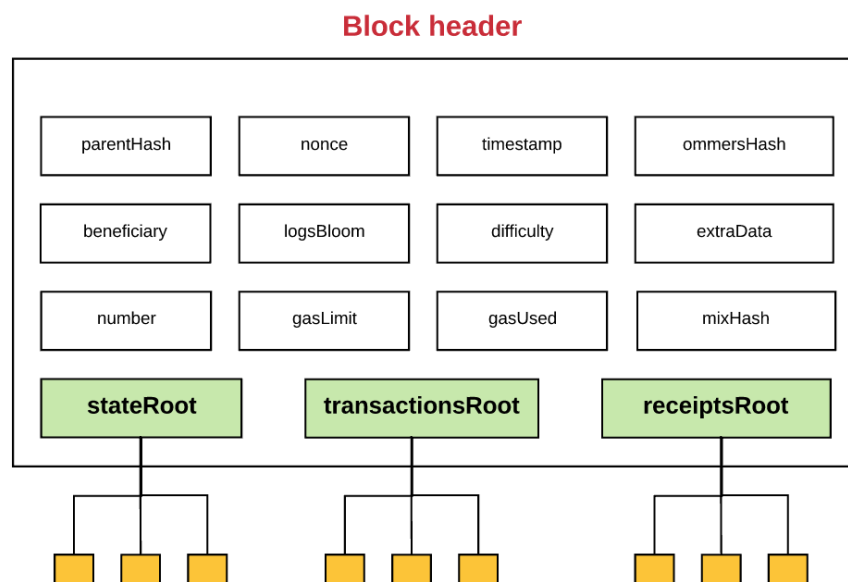 Block header
parentHash
nonce
timestamp
ommersHash
beneficiary
logsBloom
difficulty
extraData
number
gasLimit
gasUsed
mixHash
stateRoot
transactionsRoot
receiptsRoot